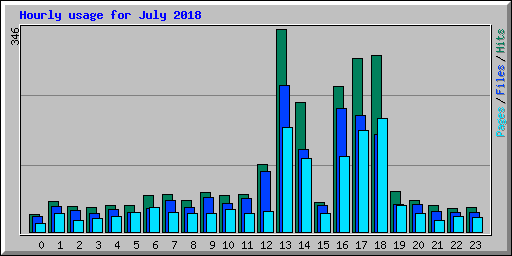 Hourly usage for July 2018
346
Pages / Files / Hits
0 1 2 3 4 5 6 7 8 9 10 11 12 13 14 15 16 17 18 19 20 21 22 23